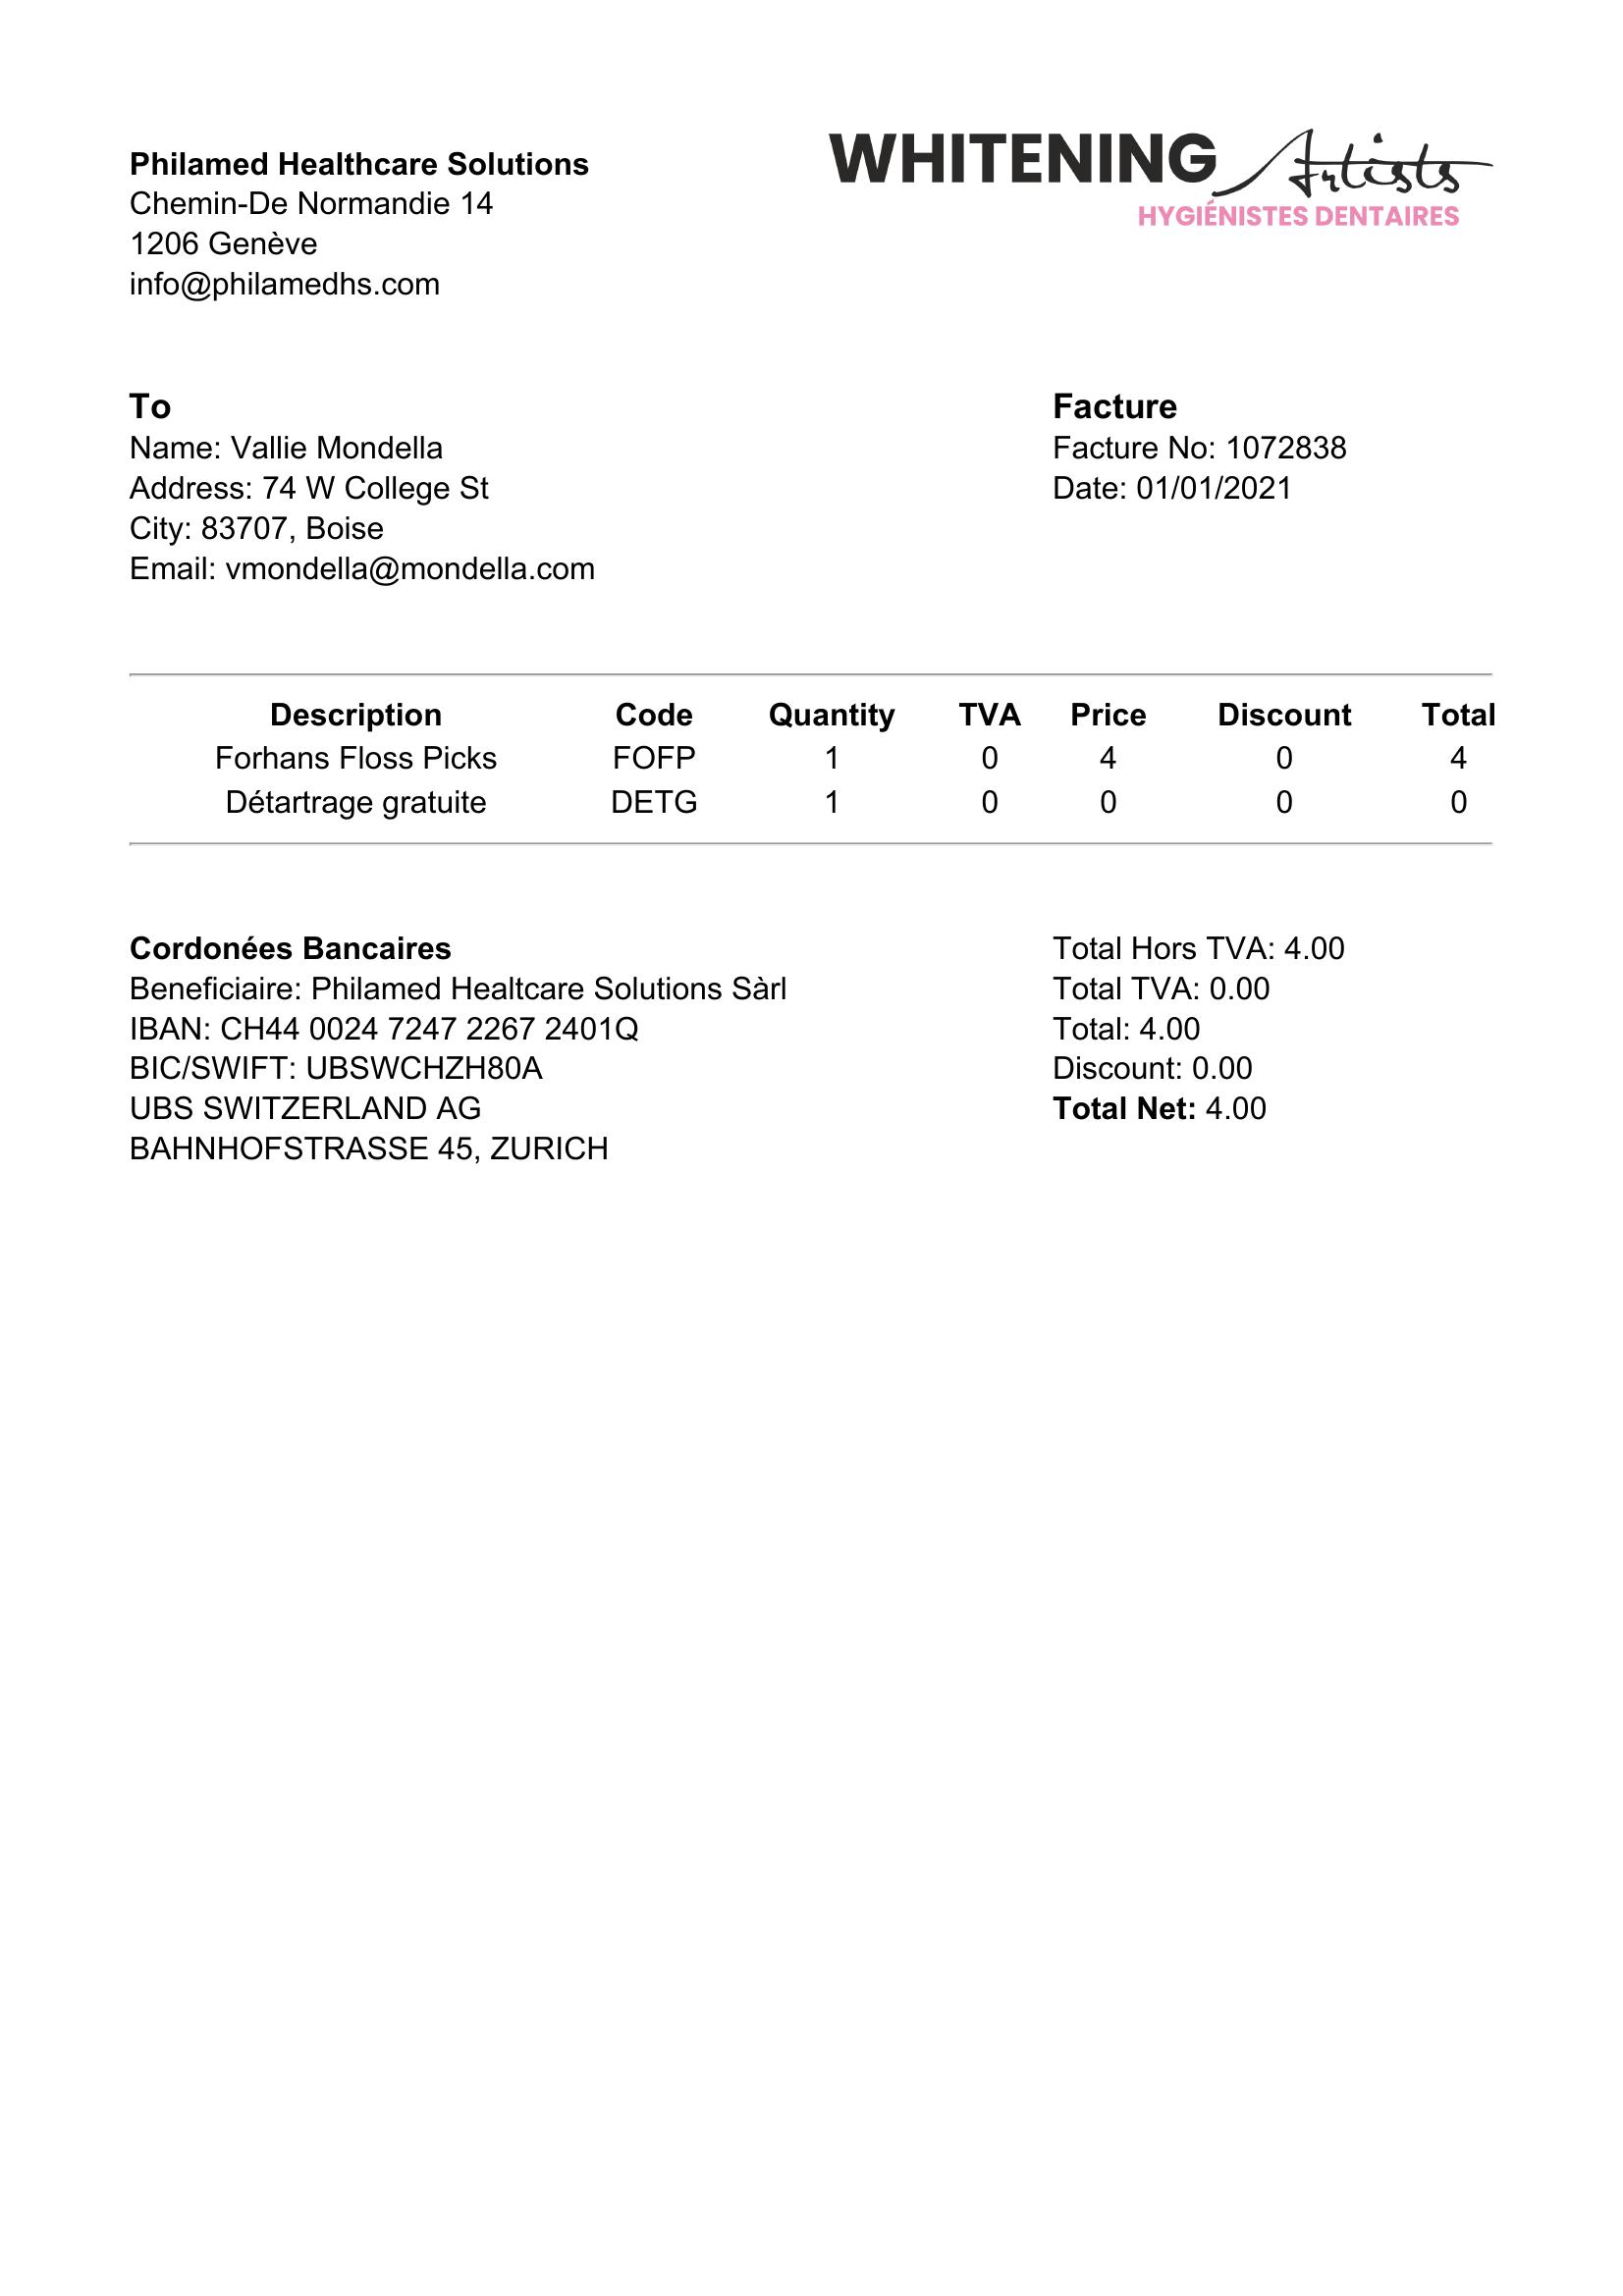 Philamed Healthcare Solutions
Chemin-De Normandie 14
1206 Genève
info@philamedhs.com
WHITENING Artists
HYGIÉNISTES DENTAIRES
To
Name: Vallie Mondella
Address: 74 W College St
City: 83707, Boise
Email: vmondella@mondella.com
Facture
Facture No: 1072838
Date: 01/01/2021
Description Code Quantity TVA Price Discount Total
Forhans Floss Picks FOFP 1 0 4 0 4
Détartrage gratuite DETG 1 0 0 0 0
Cordonées Bancaires
Beneficiaire: Philamed Healtcare Solutions Sàrl
IBAN: CH44 0024 7247 2267 2401Q
BIC/SWIFT: UBSWCHZH80A
UBS SWITZERLAND AG
BAHNHOFSTRASSE 45, ZURICH
Total Hors TVA: 4.00
Total TVA: 0.00
Total: 4.00
Discount: 0.00
Total Net: 4.00